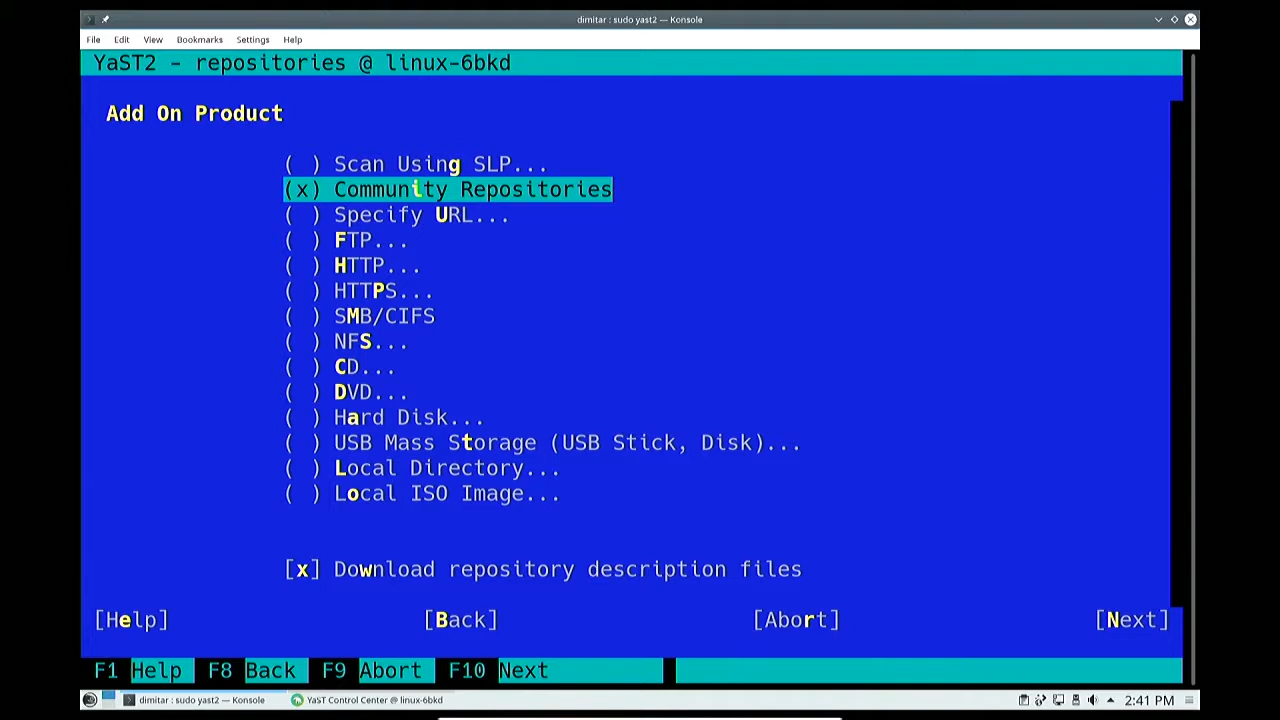 dimitar : sudo yast2 — Konsole
File Edit View Bookmarks Settings Help
YaST2 - repositories @ linux-6bkd
Add On Product
( ) Scan Using SLP...
(x) Community Repositories
( ) Specify URL...
( ) FTP...
( ) HTTP...
( ) HTTPS...
( ) SMB/CIFS
( ) NFS...
( ) CD...
( ) DVD...
( ) Hard Disk...
( ) USB Mass Storage (USB Stick, Disk)...
( ) Local Directory...
( ) Local ISO Image...
[x] Download repository description files
[Help] [Back] [Abort] [Next]
F1 Help F8 Back F9 Abort F10 Next
dimitar : sudo yast2 — Konsole YaST Control Center @ linux-6bkd 2:41 PM